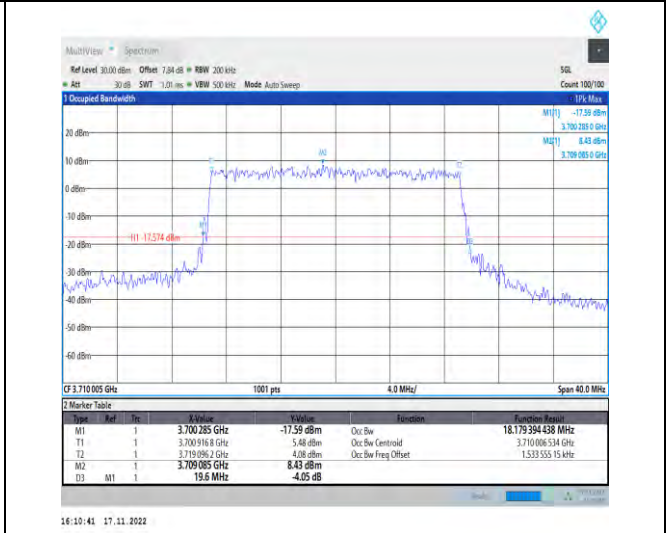 MultiView Spectrum
Ref Level 30.00 dBm Offset 7.84 dB RBW 200 kHz SGL
Att 30 dB SWT 1.01 ms VBW 500 kHz Mode Auto Sweep Count 100/100
1 Occupied Bandwidth 1Pk Max
M1[1] -17.59 dBm
3.700 285 0 GHz
M2[1] 8.43 dBm
3.709 085 0 GHz
20 dBm
10 dBm
0 dBm
-10 dBm
H1 -17.574 dBm
-20 dBm
-30 dBm
-40 dBm
-50 dBm
-60 dBm
CF 3.710 005 GHz 1001 pts 4.0 MHz/ Span 40.0 MHz
2 Marker Table
Type Ref Trc X-Value Y-Value Function Function Result
M1 1 3.700 285 GHz -17.59 dBm Occ Bw 18.179 394 438 MHz
T1 1 3.700 916 8 GHz 5.48 dBm Occ Bw Centroid 3.710 006 534 GHz
T2 1 3.719 096 2 GHz 4.08 dBm Occ Bw Freq Offset 1.533 555 15 kHz
M2 1 3.709 085 GHz 8.43 dBm
D3 M1 1 19.6 MHz -4.05 dB
16:10:41 17.11.2022